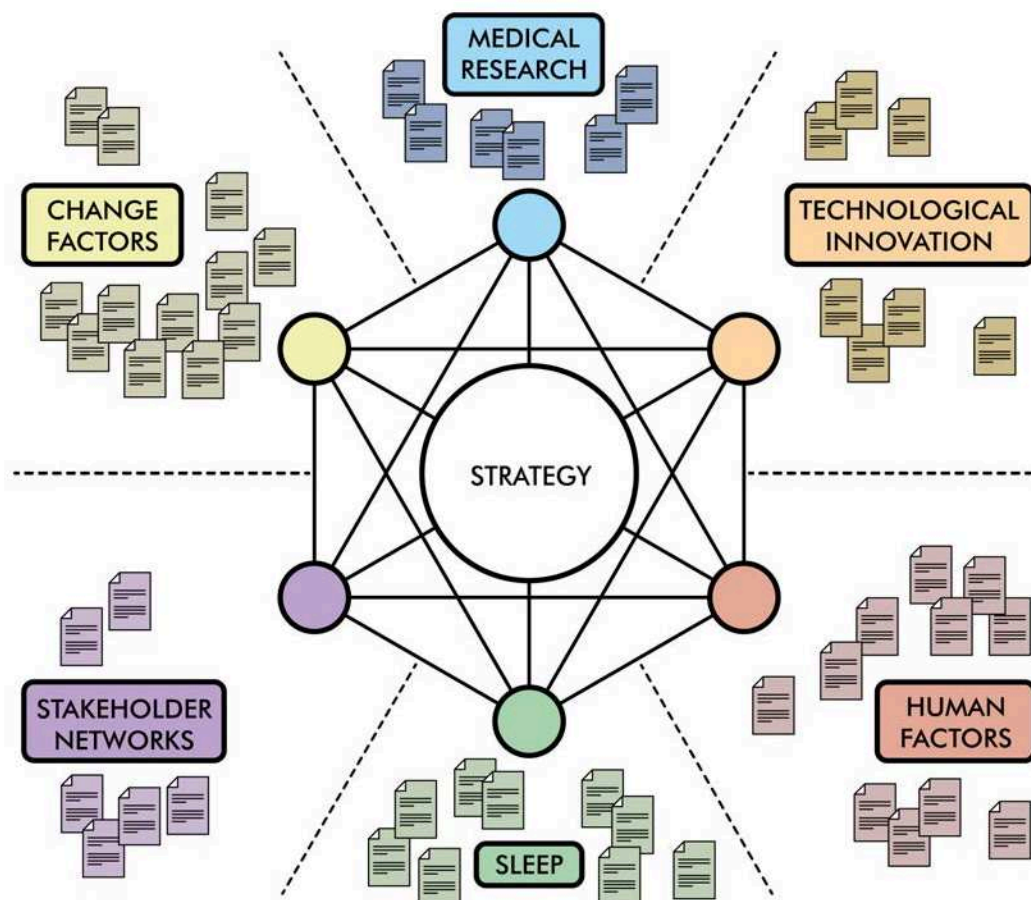 MEDICAL
RESEARCH
CHANGE
FACTORS
TECHNOLOGICAL
INNOVATION
STRATEGY
STAKEHOLDER
NETWORKS
HUMAN
FACTORS
SLEEP